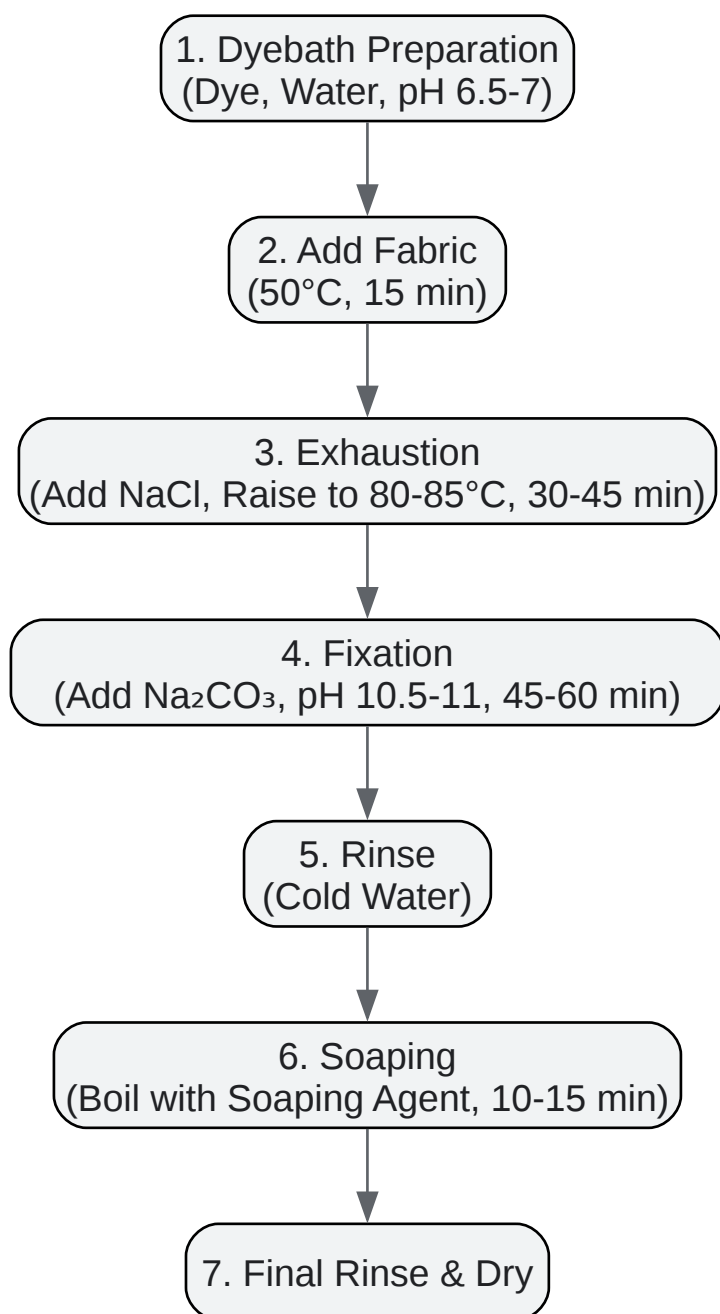 1. Dyebath Preparation
(Dye, Water, pH 6.5-7)
2. Add Fabric
(50°C, 15 min)
3. Exhaustion
(Add NaCl, Raise to 80-85°C, 30-45 min)
4. Fixation
(Add Na₂CO₃, pH 10.5-11, 45-60 min)
5. Rinse
(Cold Water)
6. Soaping
(Boil with Soaping Agent, 10-15 min)
7. Final Rinse & Dry